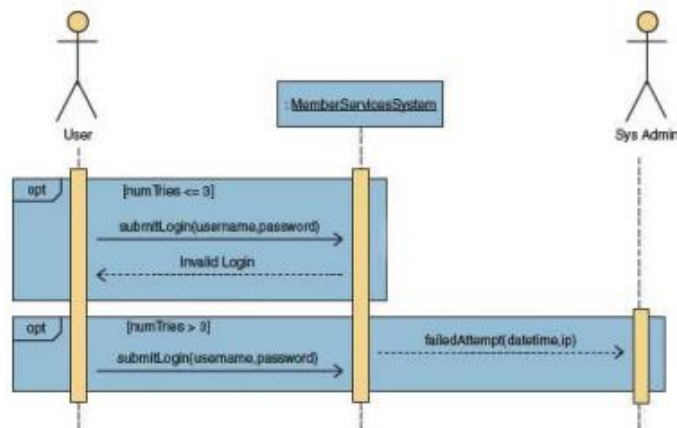 : MemberServicesSystem
User
Sys Admin
opt
[numTries <= 3]
submitLogin(username,password)
Invalid Login
opt
[numTries > 3]
failedAttempt(datetime,ip)
submitLogin(username,password)